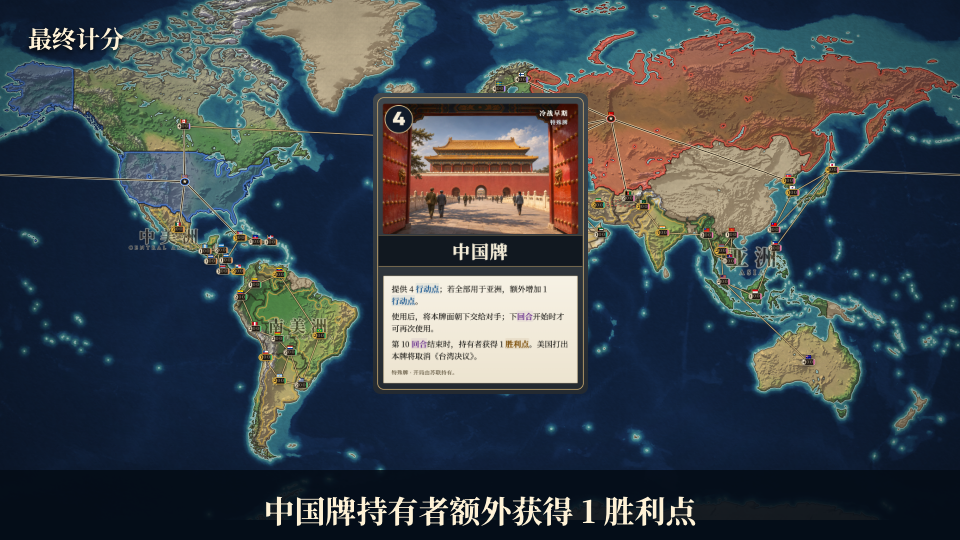 最终计分
4
冷战早期
特殊牌
中国牌
提供 4 行动点；若全部用于亚洲，额外增加 1
行动点。
使用后，将本牌面朝下交给对手；下回合开始时才
可再次使用。
第 10 回合结束时，持有者获得 1 胜利点。美国打出
本牌将取消《台湾决议》。
特殊牌 · 开局由苏联持有。
中美洲
CENTRAL
亚洲
ASIA
南美洲
中国牌持有者额外获得 1 胜利点